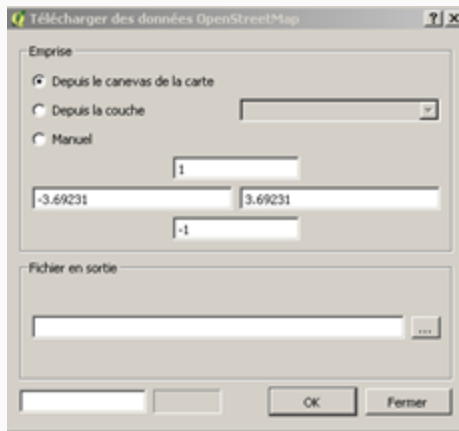 Télécharger des données OpenStreetMap
Emprise
Depuis le canevas de la carte
Depuis la couche
Manuel
1
-3.69231 3.69231
-1
Fichier en sortie
...
OK Fermer